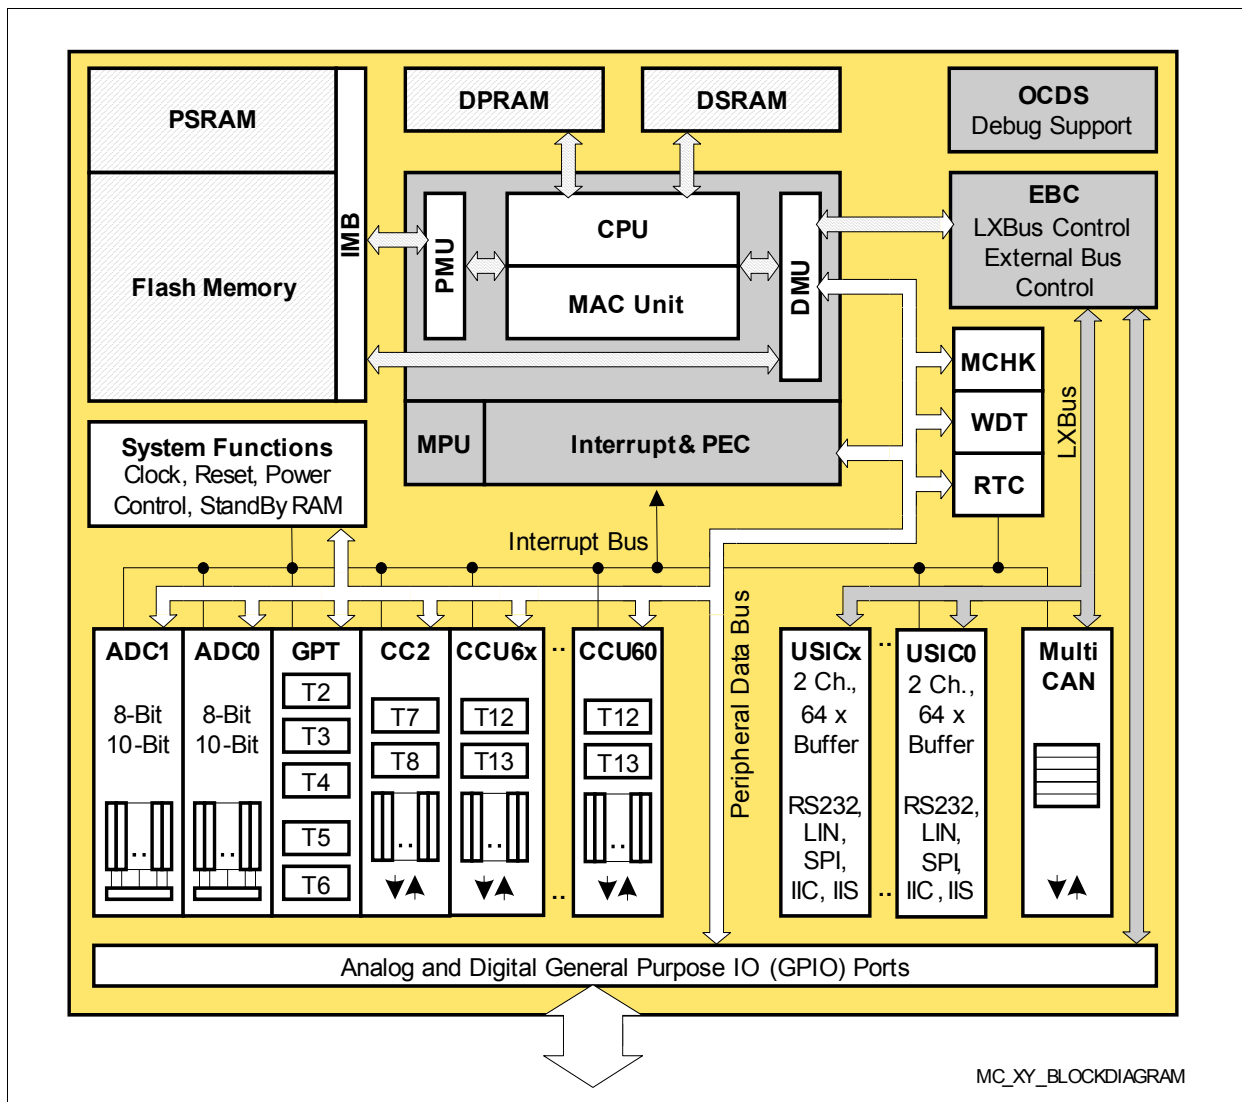 PSRAM
Flash Memory
IMB
DPRAM
DSRAM
OCDS
Debug Support
PMU
CPU
MAC Unit
DMU
EBC
LXBus Control
External Bus
Control
MPU
Interrupt & PEC
MCHK
WDT
RTC
LXBus
System Functions
Clock, Reset, Power
Control, StandBy RAM
Interrupt Bus
Peripheral Data Bus
ADC1
8-Bit
10-Bit
..
ADC0
8-Bit
10-Bit
..
GPT
T2
T3
T4
T5
T6
CC2
T7
T8
..
CCU6x
T12
T13
..
..
..
CCU60
T12
T13
..
USICx
2 Ch.,
64 x
Buffer
RS232,
LIN,
SPI,
IIC, IIS
..
..
USIC0
2 Ch.,
64 x
Buffer
RS232,
LIN,
SPI,
IIC, IIS
Multi
CAN
Analog and Digital General Purpose IO (GPIO) Ports
MC_XY_BLOCKDIAGRAM